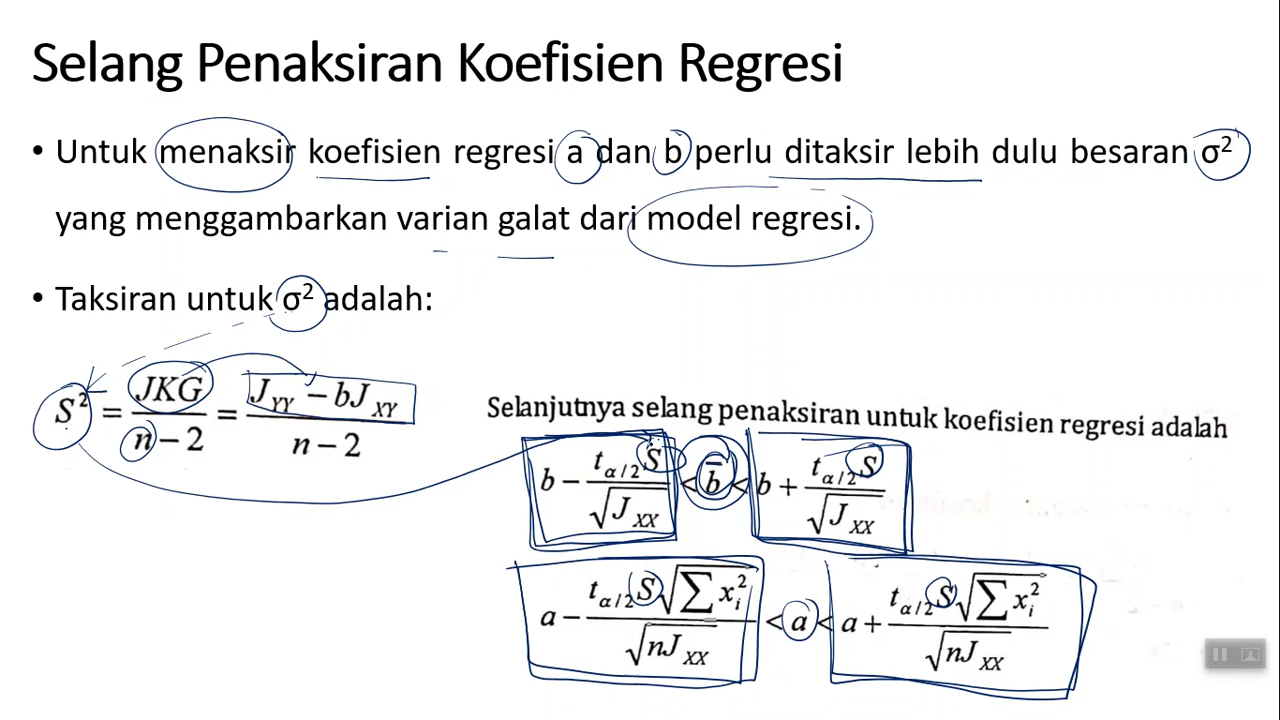 Selang Penaksiran Koefisien Regresi
• Untuk menaksir koefisien regresi a dan b perlu ditaksir lebih dulu besaran σ²
yang menggambarkan varian galat dari model regresi.
• Taksiran untuk σ² adalah:
S² = JKG / (n − 2) = (J_YY − bJ_XY) / (n − 2)
Selanjutnya selang penaksiran untuk koefisien regresi adalah
b − t_α/2 S / √J_XX < b̅ < b + t_α/2 S / √J_XX
a − t_α/2 S √∑x_i² / √nJ_XX < a < a + t_α/2 S √∑x_i² / √nJ_XX